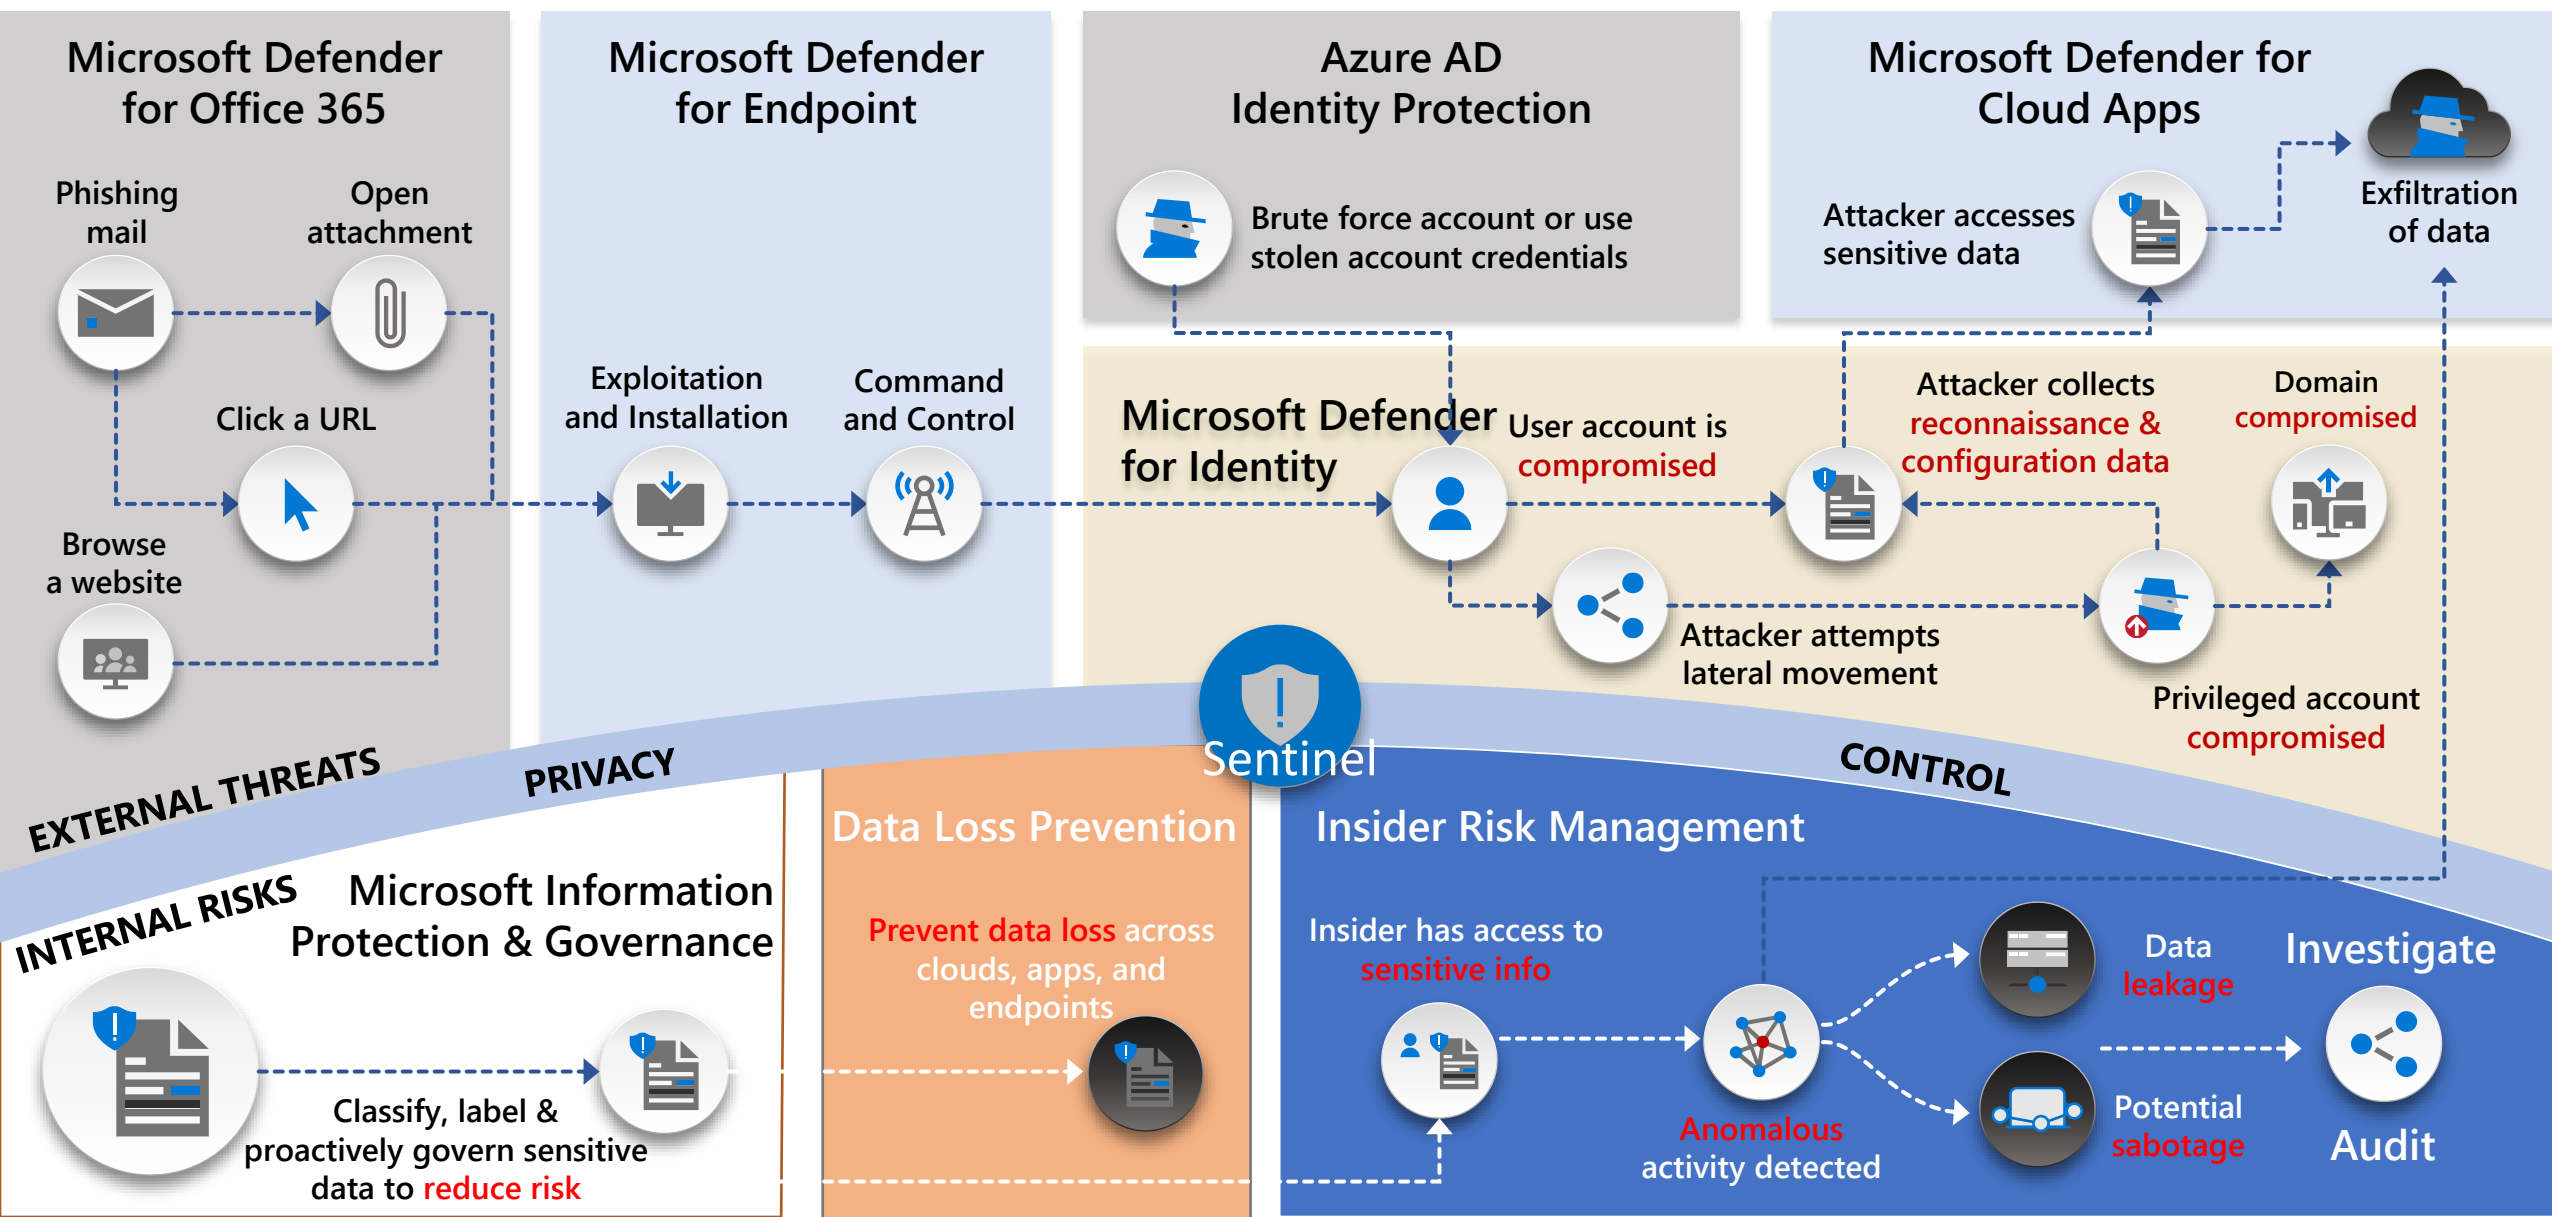 Microsoft Defender
for Office 365
Phishing
mail
Open
attachment
Click a URL
Browse
a website
Microsoft Defender
for Endpoint
Exploitation
and Installation
Command
and Control
Azure AD
Identity Protection
Brute force account or use
stolen account credentials
Microsoft Defender for
Cloud Apps
Attacker accesses
sensitive data
Exfiltration
of data
Microsoft Defender
for Identity
User account is
compromised
Attacker collects
reconnaissance &
configuration data
Domain
compromised
Attacker attempts
lateral movement
Privileged account
compromised
EXTERNAL THREATS
PRIVACY
Sentinel
CONTROL
INTERNAL RISKS
Microsoft Information
Protection & Governance
Classify, label &
proactively govern sensitive
data to reduce risk
Data Loss Prevention
Prevent data loss across
clouds, apps, and
endpoints
Insider Risk Management
Insider has access to
sensitive info
Anomalous
activity detected
Data
leakage
Potential
sabotage
Investigate
Audit